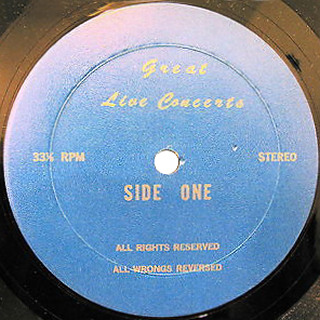 Great
Live Concerts
33⅓ RPM
STEREO
SIDE ONE
ALL RIGHTS RESERVED
ALL WRONGS REVERSED